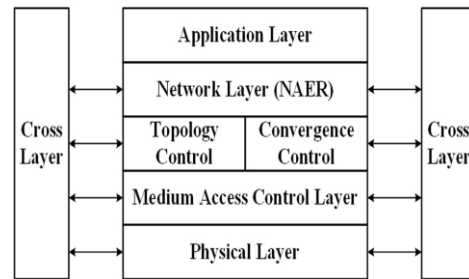 Application Layer
Network Layer (NAER)
Cross
Layer
Topology
Control
Convergence
Control
Cross
Layer
Medium Access Control Layer
Physical Layer